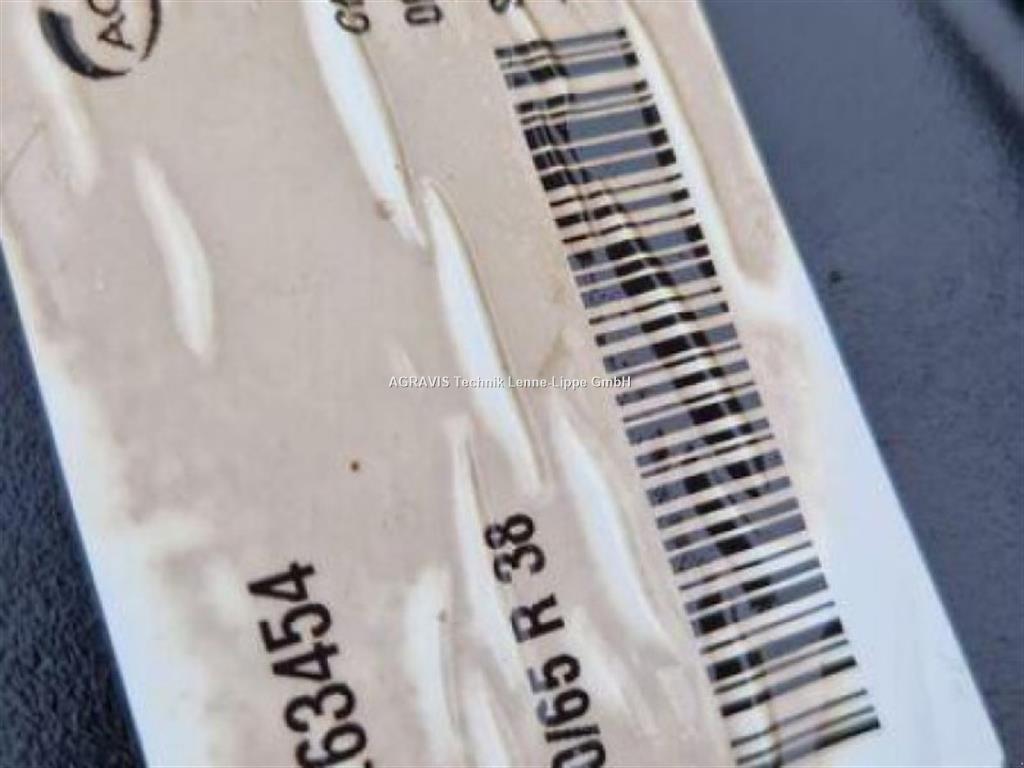 63454
0/65 R 38
AGRAVIS Technik Lenne-Lippe GmbH